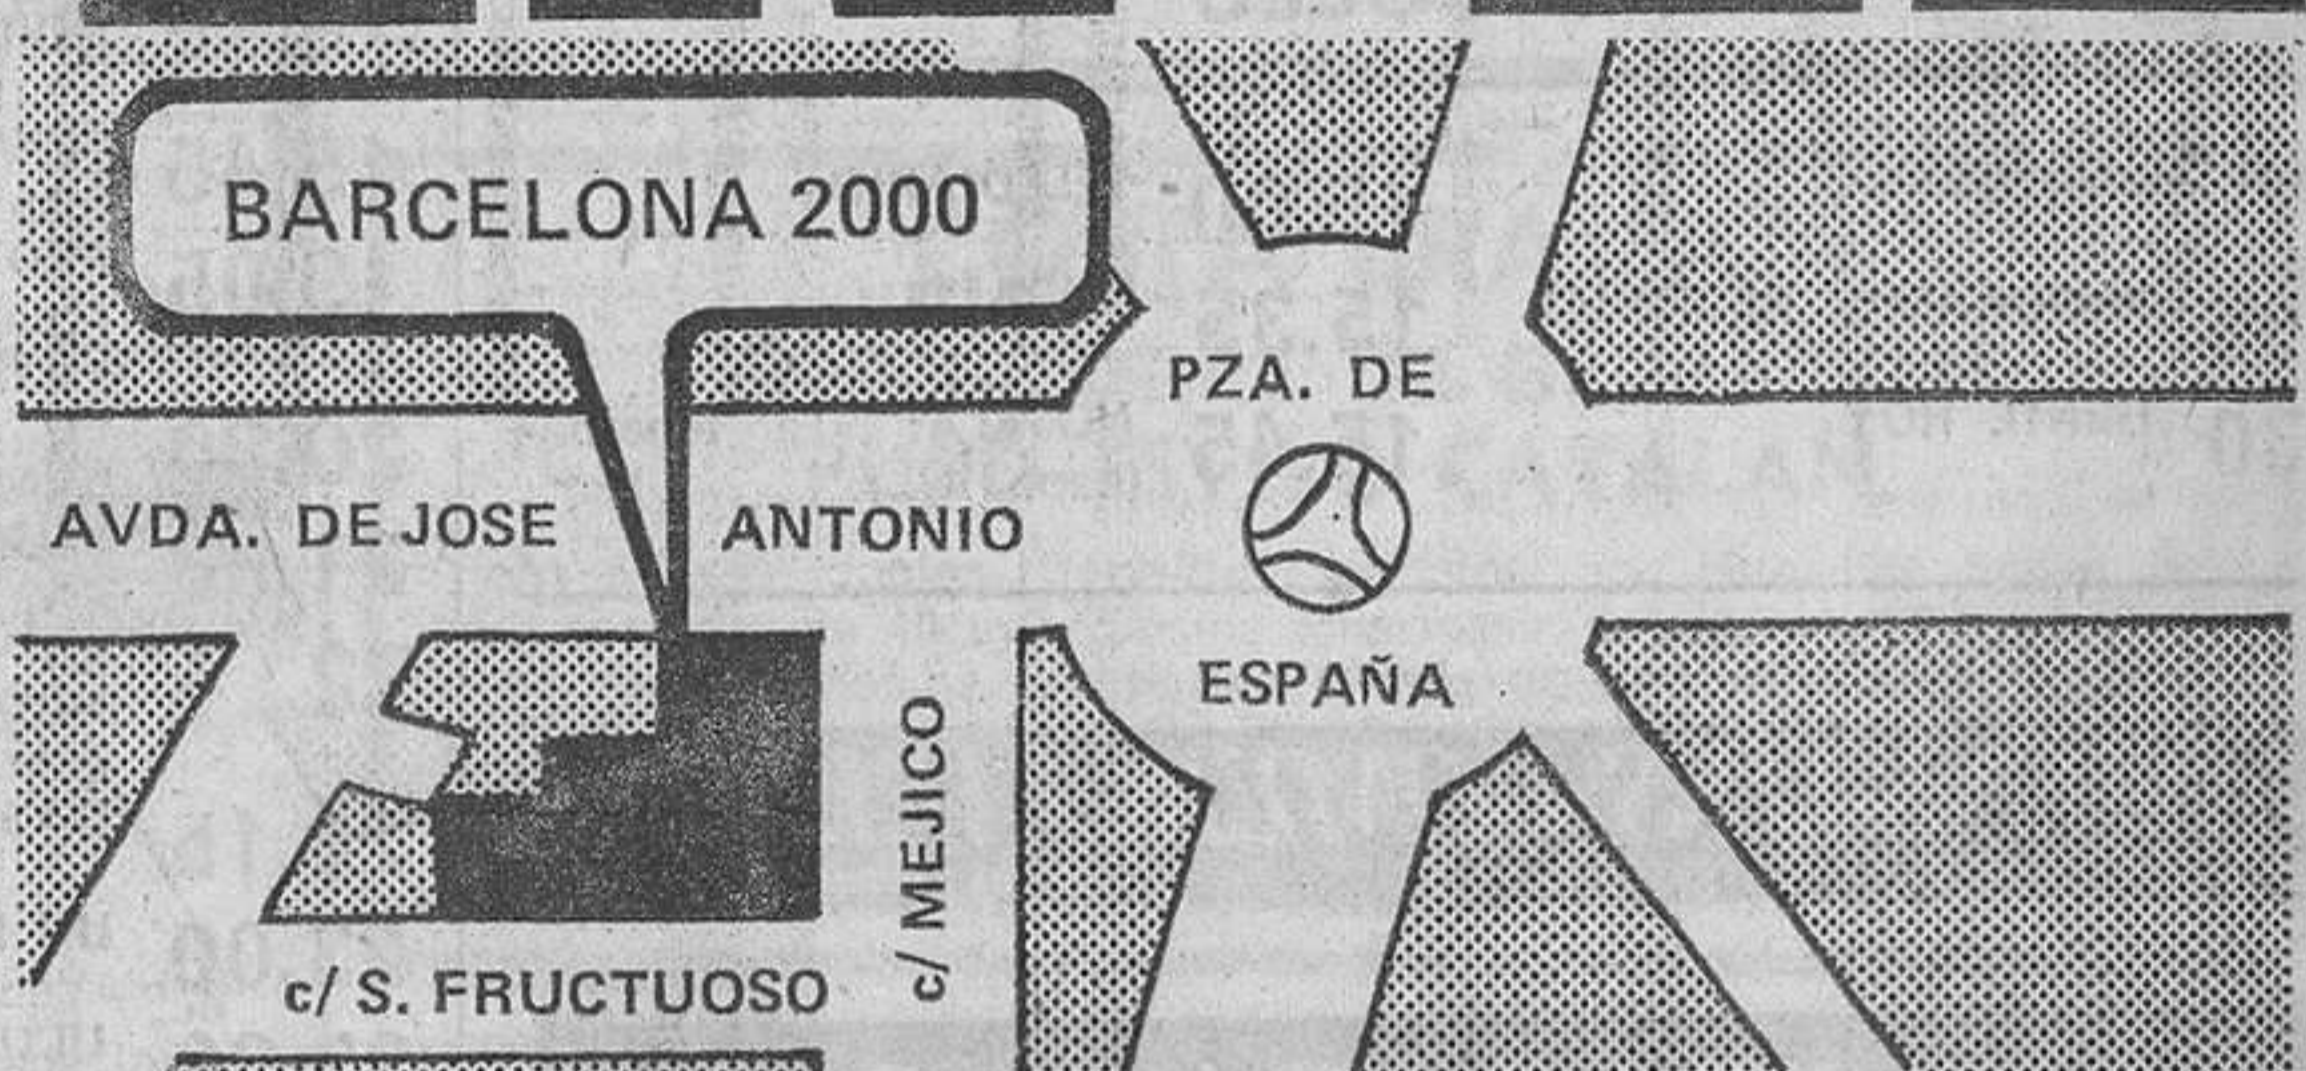 BARCELONA 2000
PZA. DE
AVDA. DE JOSE ANTONIO
ESPAÑA
c/ MEJICO
c/ S. FRUCTUOSO